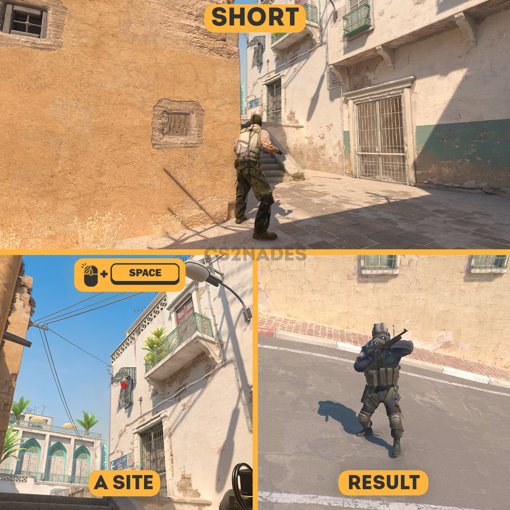 SHORT
CS2NADES
+ SPACE
A SITE
RESULT